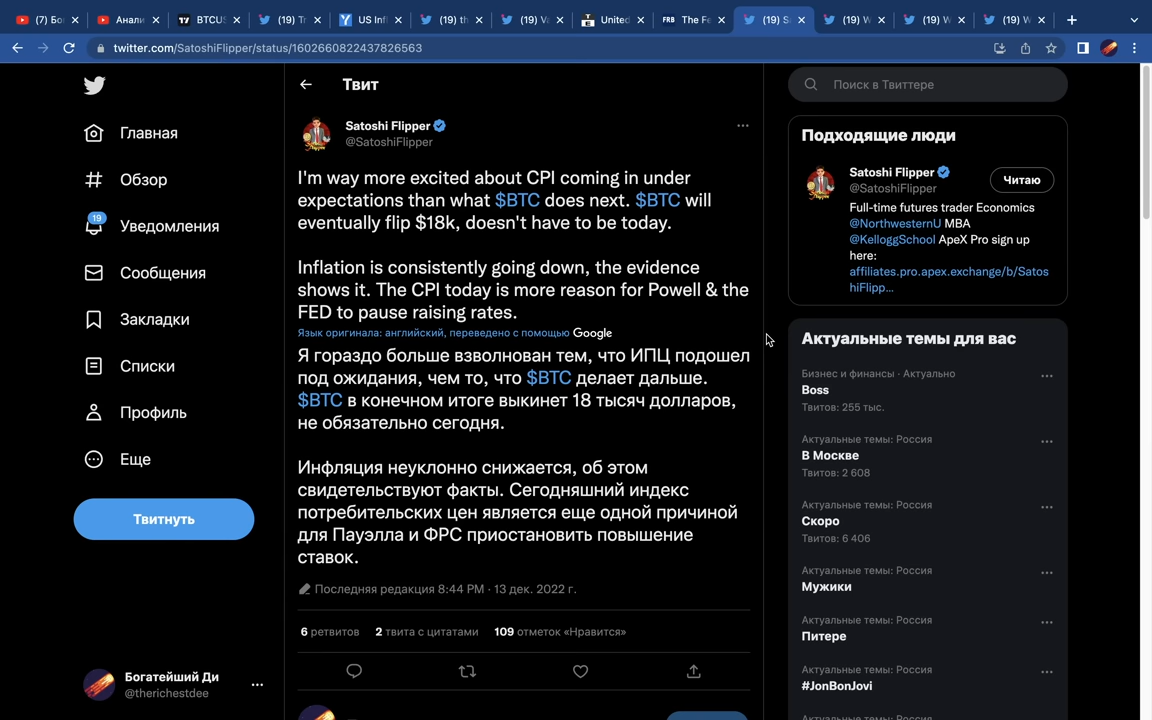 (7) Бог
Анали
BTCUS
(19) Tr
US Infl
(19) th
(19) Va
United
FRB The Fe
(19) Sa
(19) W
(19) W
(19) W
twitter.com/SatoshiFlipper/status/1602660822437826563
Главная
Обзор
19
Уведомления
Сообщения
Закладки
Списки
Профиль
Еще
Твитнуть
Богатейший Ди
@therichestdee
Твит
Satoshi Flipper
@SatoshiFlipper
I'm way more excited about CPI coming in under
expectations than what $BTC does next. $BTC will
eventually flip $18k, doesn't have to be today.
Inflation is consistently going down, the evidence
shows it. The CPI today is more reason for Powell & the
FED to pause raising rates.
Язык оригинала: английский, переведено с помощью Google
Я гораздо больше взволнован тем, что ИПЦ подошел
под ожидания, чем то, что $BTC делает дальше.
$BTC в конечном итоге выкинет 18 тысяч долларов,
не обязательно сегодня.
Инфляция неуклонно снижается, об этом
свидетельствуют факты. Сегодняшний индекс
потребительских цен является еще одной причиной
для Пауэлла и ФРС приостановить повышение
ставок.
Последняя редакция 8:44 PM · 13 дек. 2022 г.
6 ретвитов 2 твита с цитатами 109 отметок «Нравится»
Поиск в Твиттере
Подходящие люди
Satoshi Flipper
@SatoshiFlipper
Читаю
Full-time futures trader Economics
@NorthwesternU MBA
@KelloggSchool ApeX Pro sign up
here:
affiliates.pro.apex.exchange/b/Satos
hiFlipp...
Актуальные темы для вас
Бизнес и финансы · Актуально
Boss
Твитов: 255 тыс.
Актуальные темы: Россия
В Москве
Твитов: 2 608
Актуальные темы: Россия
Скоро
Твитов: 6 406
Актуальные темы: Россия
Мужики
Актуальные темы: Россия
Питере
Актуальные темы: Россия
#JonBonJovi
Актуальные темы: Россия